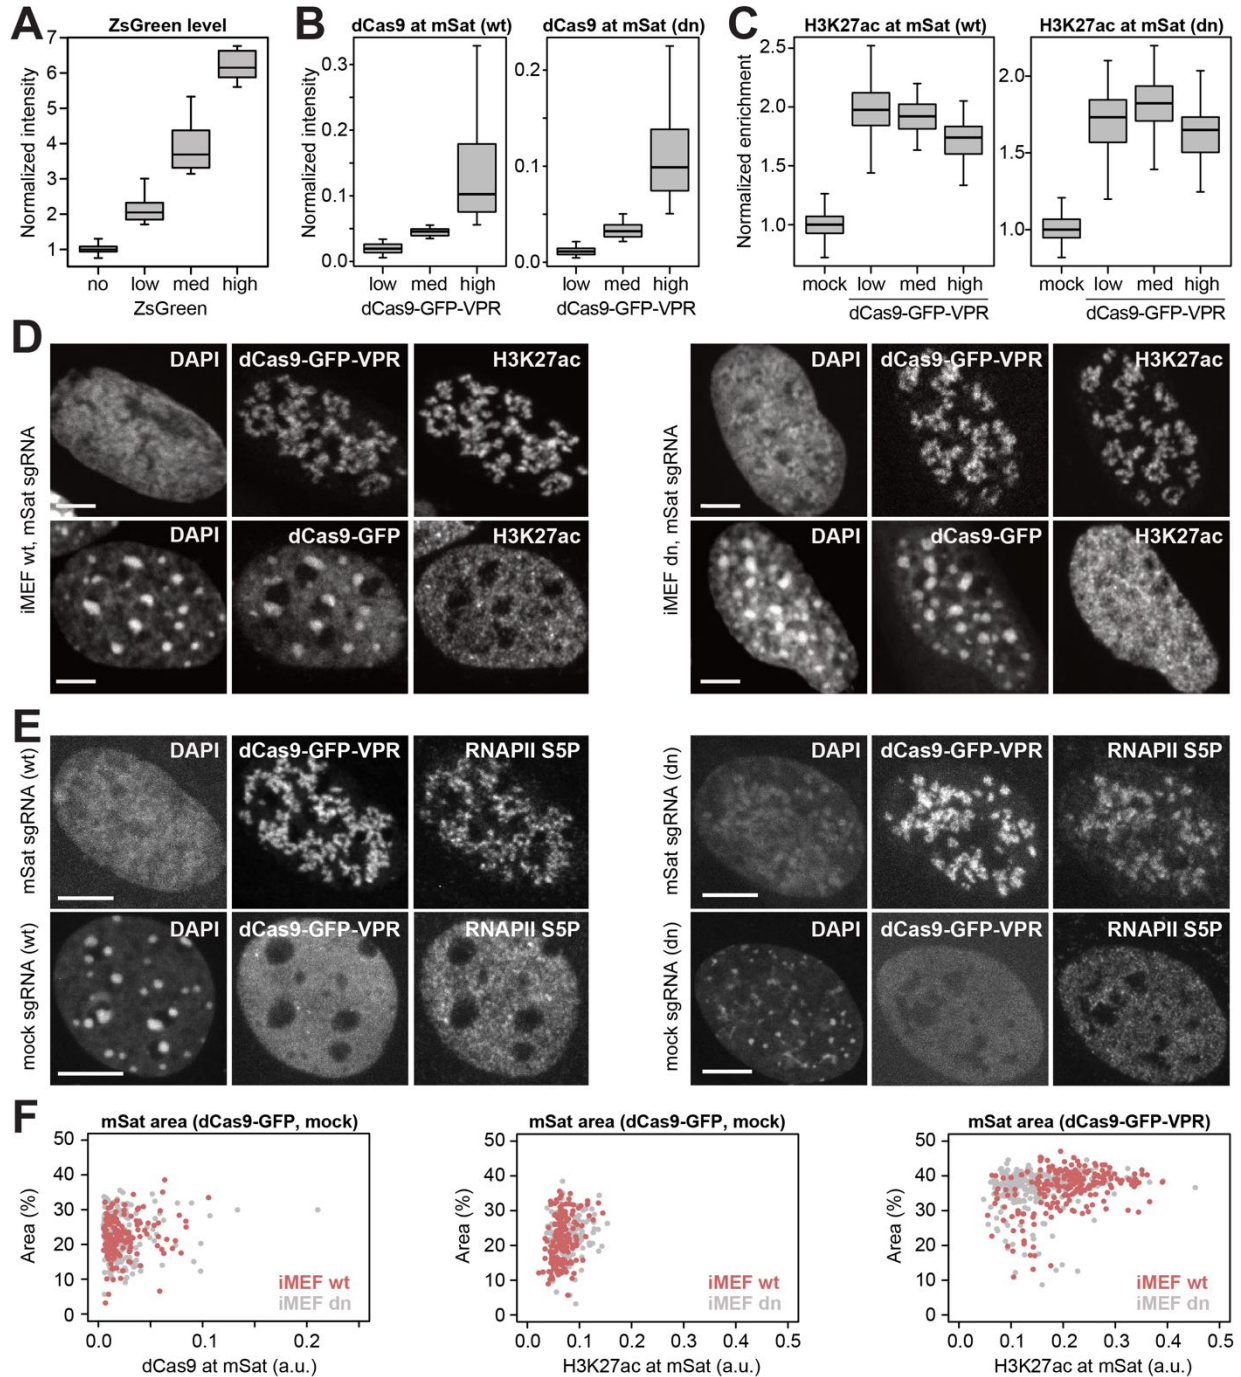 A
ZsGreen level
Normalized intensity
7
6
5
4
3
2
1
no low med high
ZsGreen
B
dCas9 at mSat (wt)
Normalized intensity
0.3
0.2
0.1
0.0
low med high
dCas9-GFP-VPR
dCas9 at mSat (dn)
0.2
0.1
0.0
low med high
dCas9-GFP-VPR
C
H3K27ac at mSat (wt)
Normalized enrichment
2.5
2.0
1.5
1.0
mock low med high
dCas9-GFP-VPR
H3K27ac at mSat (dn)
2.0
1.5
1.0
mock low med high
dCas9-GFP-VPR
D
iMEF wt, mSat sgRNA
DAPI
dCas9-GFP-VPR
H3K27ac
DAPI
dCas9-GFP
H3K27ac
iMEF dn, mSat sgRNA
DAPI
dCas9-GFP-VPR
H3K27ac
DAPI
dCas9-GFP
H3K27ac
E
mSat sgRNA (wt)
DAPI
dCas9-GFP-VPR
RNAPII S5P
mock sgRNA (wt)
DAPI
dCas9-GFP-VPR
RNAPII S5P
mSat sgRNA (dn)
DAPI
dCas9-GFP-VPR
RNAPII S5P
mock sgRNA (dn)
DAPI
dCas9-GFP-VPR
RNAPII S5P
F
mSat area (dCas9-GFP, mock)
Area (%)
50
40
30
20
10
0
iMEF wt
iMEF dn
0.0 0.1 0.2
dCas9 at mSat (a.u.)
mSat area (dCas9-GFP, mock)
Area (%)
50
40
30
20
10
0
iMEF wt
iMEF dn
0.0 0.1 0.2 0.3 0.4 0.5
H3K27ac at mSat (a.u.)
mSat area (dCas9-GFP-VPR)
Area (%)
50
40
30
20
10
0
iMEF wt
iMEF dn
0.0 0.1 0.2 0.3 0.4 0.5
H3K27ac at mSat (a.u.)